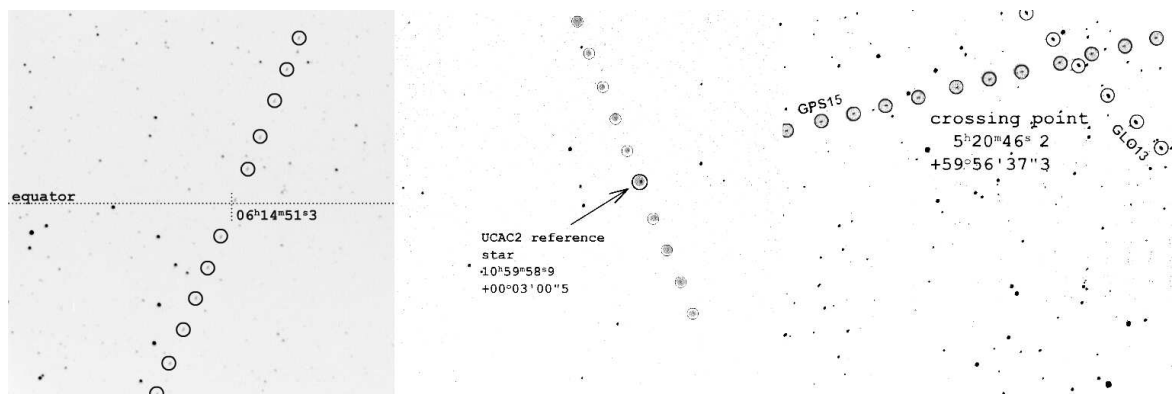 equator
06ʰ14ᵐ51ˢ3
UCAC2 reference
star
10ʰ59ᵐ58ˢ9
+00°03'00"5
GPS15
crossing point
5ʰ20ᵐ46ˢ 2
+59°56'37"3
GLO13